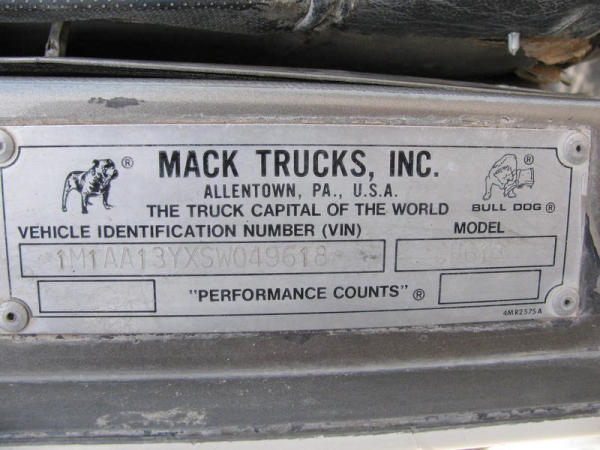 ® MACK TRUCKS, INC. ®
ALLENTOWN, PA., U.S.A.
THE TRUCK CAPITAL OF THE WORLD BULL DOG ®
VEHICLE IDENTIFICATION NUMBER (VIN) MODEL
1M1AA13YXSW049618
"PERFORMANCE COUNTS" ®
4MR2575A